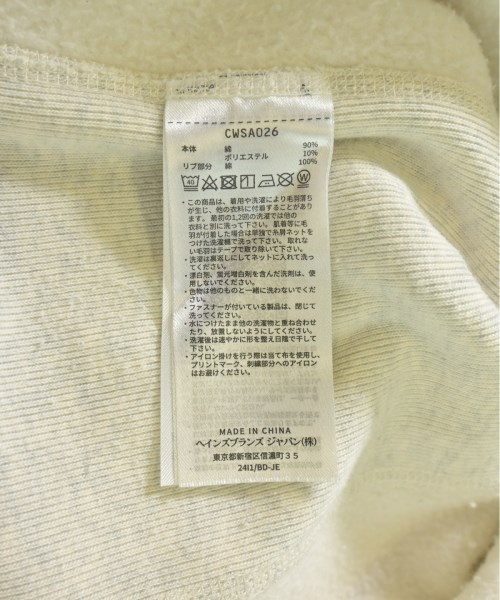 CWSA026
本体 綿 90%
ポリエステル 10%
リブ部分 綿 100%
40 W
・この商品は、着用や洗濯により毛羽落ち
が生じ、他の衣料に付着することがあり
ます。最初の1,2回の洗濯では他の
衣料と別に洗って下さい。肌着等に毛
羽が付着した場合は早速で糸屑ネットを
つけた洗濯機で洗って下さい。取れな
い毛羽はテープで取り除いて下さい。
・洗濯は裏返しにしてネットに入れて洗っ
てください。
・漂白剤、蛍光増白剤を含んだ洗剤は、使
用しないでください。
・色物は他のものと一緒に洗わないでくだ
さい。
・ファスナーが付いている製品は、閉じて
洗ってください。
・水につけたまま他の洗濯物と重ね合わせ
たり、放置しないようにしてください。
・洗濯後は速やかに形を整え日陰で干して
下さい。
・アイロン掛けを行う際は当て布を使用し、
プリントマーク、刺繍部分へのアイロン
はお避けください。
MADE IN CHINA
ヘインズブランズ ジャパン(株)
東京都新宿区信濃町35
24I1/BD-JE